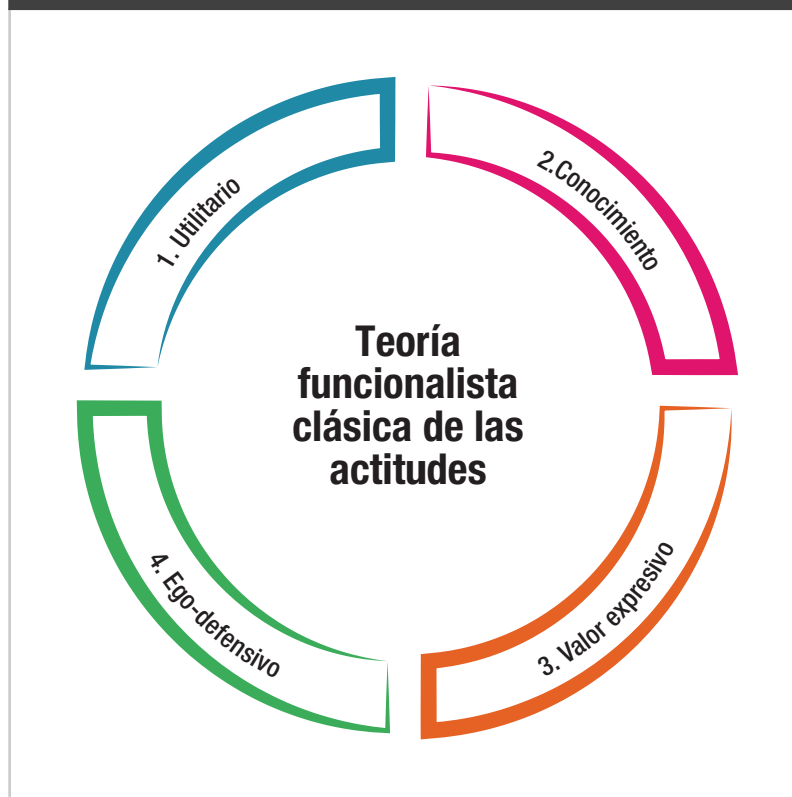 1. Utilitario
2.Conocimiento
Teoría
funcionalista
clásica de las
actitudes
4. Ego-defensivo
3. Valor expresivo